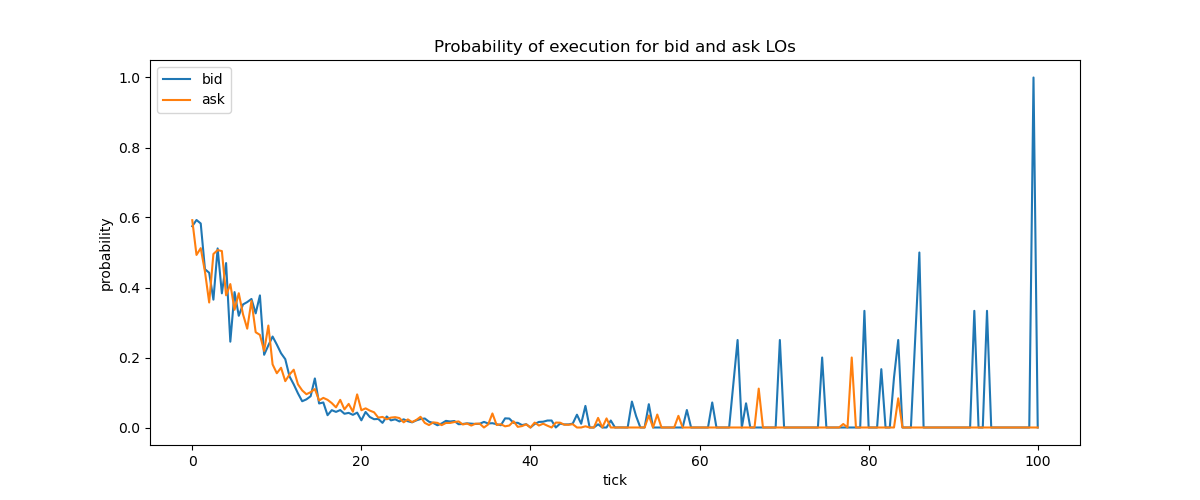 Probability of execution for bid and ask LOs
bid
ask
1.0
0.8
0.6
0.4
0.2
0.0
probability
0 20 40 60 80 100
tick